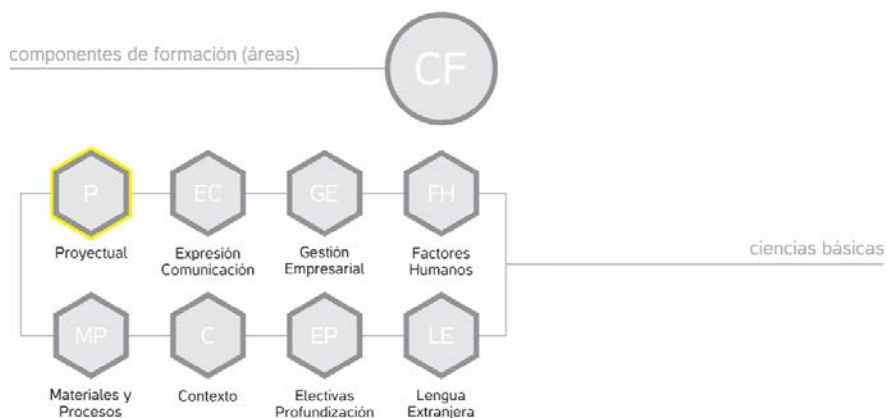 componentes de formación (áreas)
CF
P
EC
GE
FH
Proyectual
Expresión
Comunicación
Gestión
Empresarial
Factores
Humanos
ciencias básicas
MP
C
EP
LE
Materiales y
Procesos
Contexto
Electivas
Profundización
Lengua
Extranjera